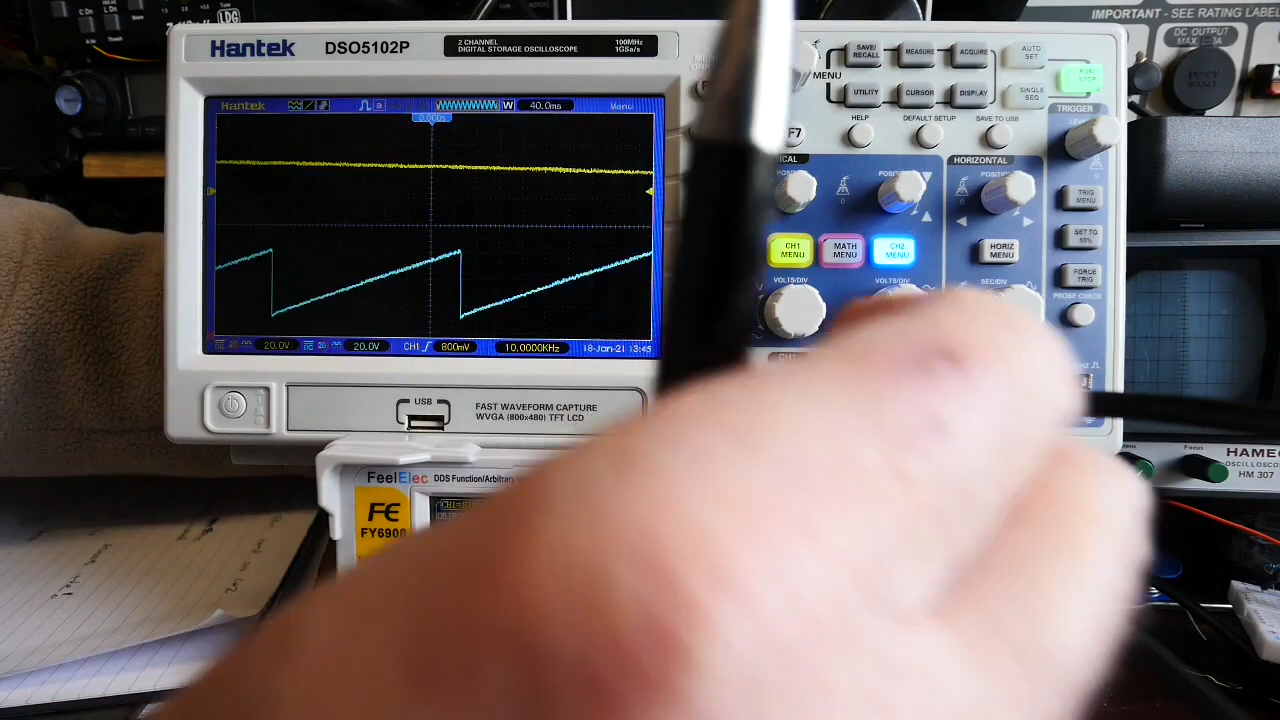 LDG
IMPORTANT - SEE RATING LABEL
DC OUTPUT
Hantek DSO5102P
2 CHANNEL
DIGITAL STORAGE OSCILLOSCOPE
100MHz
1GSa/s
MENU
SAVE/
RECALL
MEASURE
ACQUIRE
AUTO
SET
RUN/
STOP
UTILITY
CURSOR
DISPLAY
SINGLE
SEQ
TRIGGER
HELP
DEFAULT SETUP
SAVE TO USB
F7
Hantek
a
W
40.0ms
Menu
0.000s
HORIZONTAL
TRIG
MENU
SET TO
50%
CH1
MENU
MATH
MENU
CH2
MENU
HORIZ
MENU
FORCE
TRIG
VOLTS/DIV
VOLTS/DIV
SEC/DIV
PROBE CHECK
20.0V
20.0V
CH1
800mV
10.0000KHz
18-Jan-21 13:45
USB
FAST WAVEFORM CAPTURE
WVGA (800x480) TFT LCD
Focus
HAMEG
OSCILLOSCO
HM 307
FeelElec
DDS Function/Arbitrary
FE
FY6900